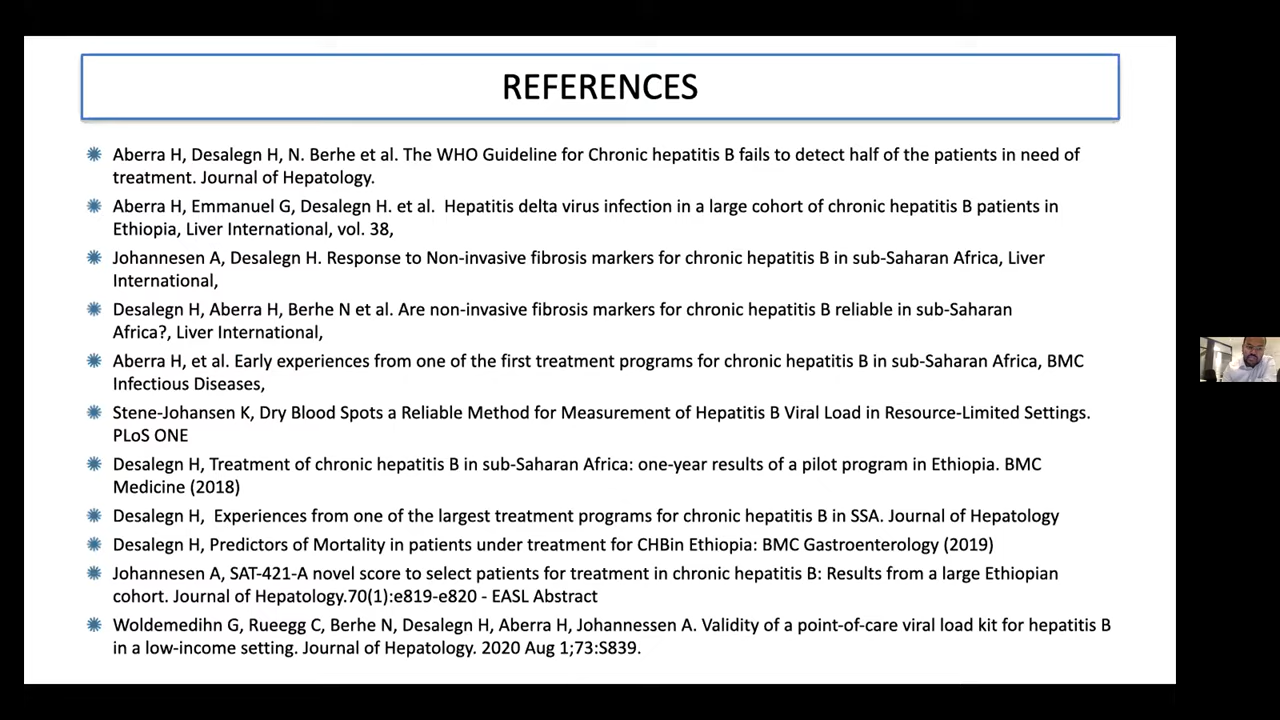 REFERENCES
Aberra H, Desalegn H, N. Berhe et al. The WHO Guideline for Chronic hepatitis B fails to detect half of the patients in need of
treatment. Journal of Hepatology.
Aberra H, Emmanuel G, Desalegn H. et al.  Hepatitis delta virus infection in a large cohort of chronic hepatitis B patients in
Ethiopia, Liver International, vol. 38,
Johannesen A, Desalegn H. Response to Non-invasive fibrosis markers for chronic hepatitis B in sub-Saharan Africa, Liver
International,
Desalegn H, Aberra H, Berhe N et al. Are non-invasive fibrosis markers for chronic hepatitis B reliable in sub-Saharan
Africa?, Liver International,
Aberra H, et al. Early experiences from one of the first treatment programs for chronic hepatitis B in sub-Saharan Africa, BMC
Infectious Diseases,
Stene-Johansen K, Dry Blood Spots a Reliable Method for Measurement of Hepatitis B Viral Load in Resource-Limited Settings.
PLoS ONE
Desalegn H, Treatment of chronic hepatitis B in sub-Saharan Africa: one-year results of a pilot program in Ethiopia. BMC
Medicine (2018)
Desalegn H,  Experiences from one of the largest treatment programs for chronic hepatitis B in SSA. Journal of Hepatology
Desalegn H, Predictors of Mortality in patients under treatment for CHBin Ethiopia: BMC Gastroenterology (2019)
Johannesen A, SAT-421-A novel score to select patients for treatment in chronic hepatitis B: Results from a large Ethiopian
cohort. Journal of Hepatology.70(1):e819-e820 - EASL Abstract
Woldemedihn G, Rueegg C, Berhe N, Desalegn H, Aberra H, Johannessen A. Validity of a point-of-care viral load kit for hepatitis B
in a low-income setting. Journal of Hepatology. 2020 Aug 1;73:S839.